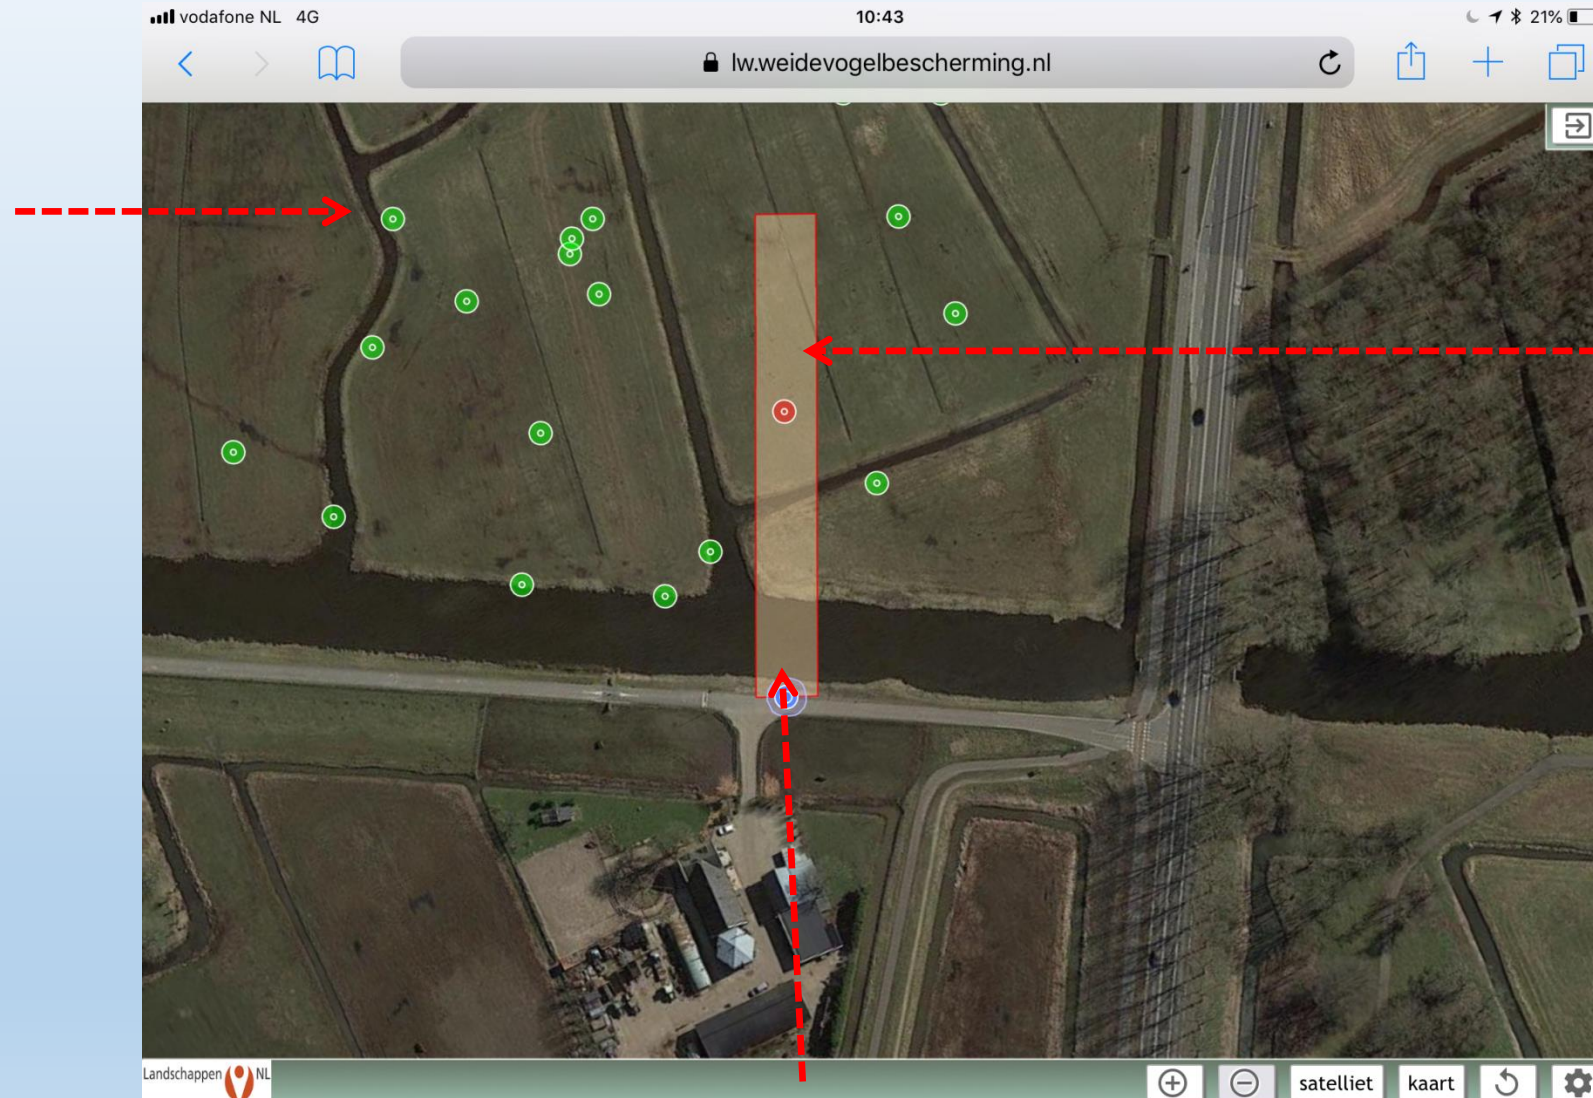 vodafone NL 4G 10:43 21%
lw.weidevogelbescherming.nl
Landschappen NL satelliet kaart